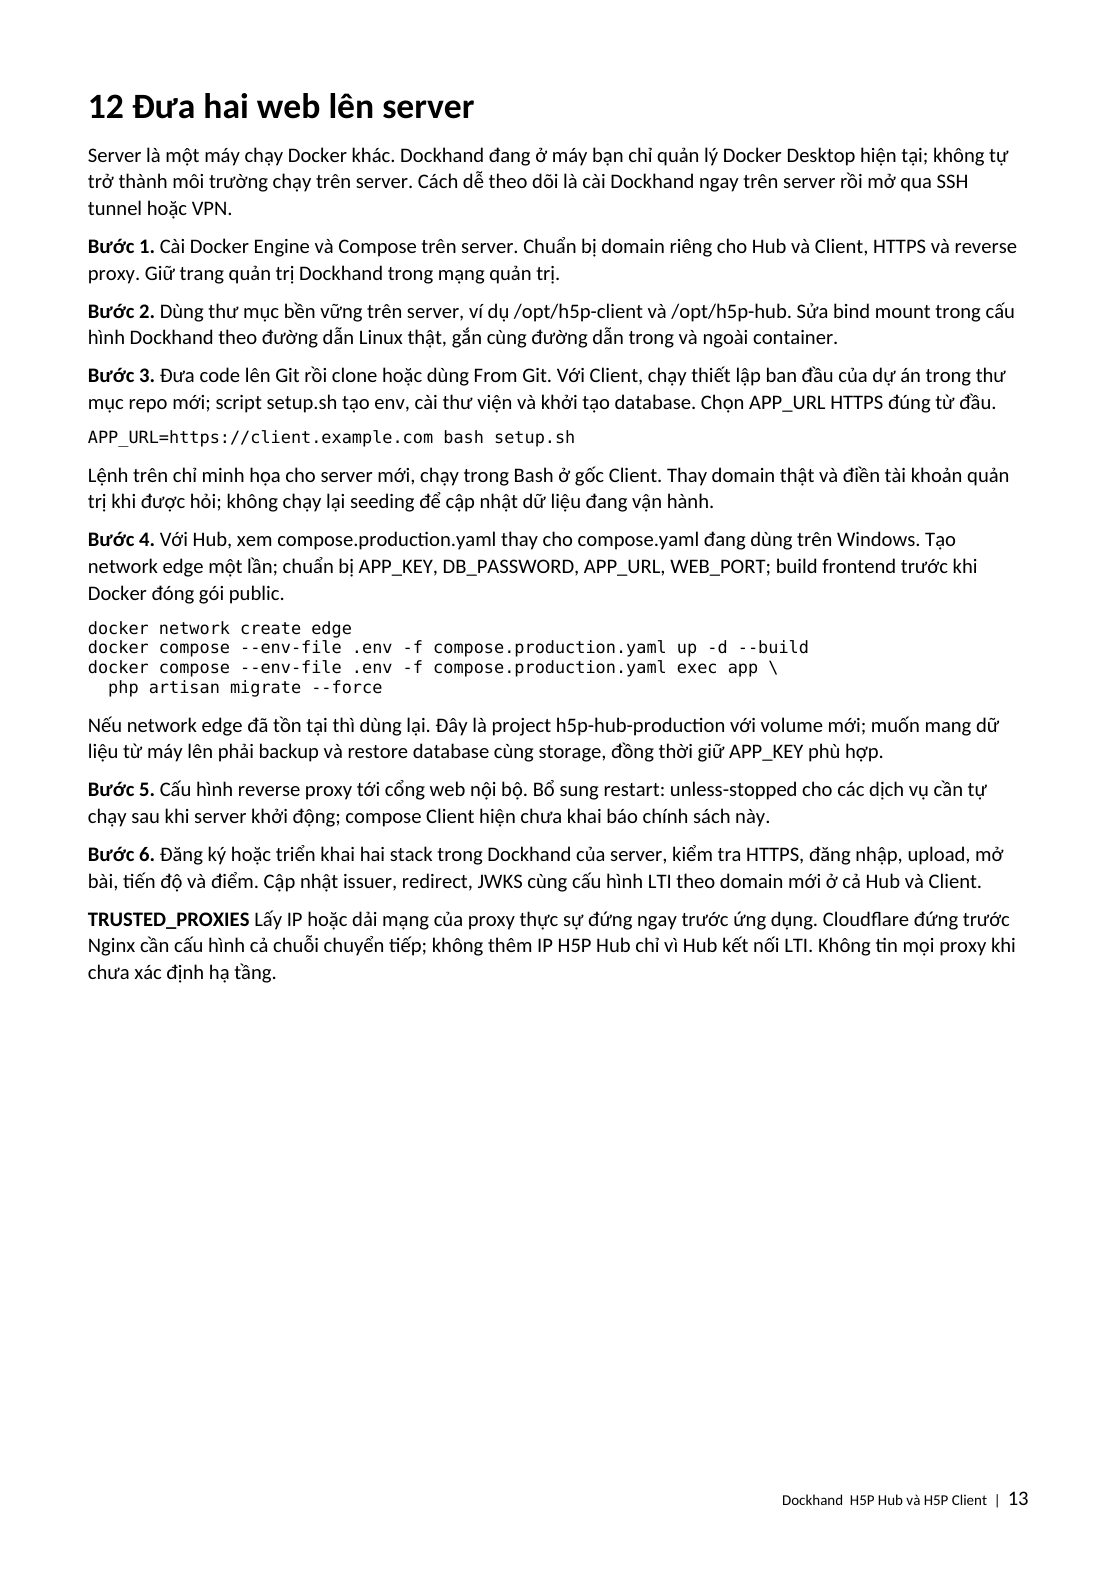 12 Đưa hai web lên server
Server là một máy chạy Docker khác. Dockhand đang ở máy bạn chỉ quản lý Docker Desktop hiện tại; không tự
trở thành môi trường chạy trên server. Cách dễ theo dõi là cài Dockhand ngay trên server rồi mở qua SSH
tunnel hoặc VPN.
Bước 1. Cài Docker Engine và Compose trên server. Chuẩn bị domain riêng cho Hub và Client, HTTPS và reverse
proxy. Giữ trang quản trị Dockhand trong mạng quản trị.
Bước 2. Dùng thư mục bền vững trên server, ví dụ /opt/h5p-client và /opt/h5p-hub. Sửa bind mount trong cấu
hình Dockhand theo đường dẫn Linux thật, gắn cùng đường dẫn trong và ngoài container.
Bước 3. Đưa code lên Git rồi clone hoặc dùng From Git. Với Client, chạy thiết lập ban đầu của dự án trong thư
mục repo mới; script setup.sh tạo env, cài thư viện và khởi tạo database. Chọn APP_URL HTTPS đúng từ đầu.
APP_URL=https://client.example.com bash setup.sh
Lệnh trên chỉ minh họa cho server mới, chạy trong Bash ở gốc Client. Thay domain thật và điền tài khoản quản
trị khi được hỏi; không chạy lại seeding để cập nhật dữ liệu đang vận hành.
Bước 4. Với Hub, xem compose.production.yaml thay cho compose.yaml đang dùng trên Windows. Tạo
network edge một lần; chuẩn bị APP_KEY, DB_PASSWORD, APP_URL, WEB_PORT; build frontend trước khi
Docker đóng gói public.
docker network create edge
docker compose --env-file .env -f compose.production.yaml up -d --build
docker compose --env-file .env -f compose.production.yaml exec app \
  php artisan migrate --force
Nếu network edge đã tồn tại thì dùng lại. Đây là project h5p-hub-production với volume mới; muốn mang dữ
liệu từ máy lên phải backup và restore database cùng storage, đồng thời giữ APP_KEY phù hợp.
Bước 5. Cấu hình reverse proxy tới cổng web nội bộ. Bổ sung restart: unless-stopped cho các dịch vụ cần tự
chạy sau khi server khởi động; compose Client hiện chưa khai báo chính sách này.
Bước 6. Đăng ký hoặc triển khai hai stack trong Dockhand của server, kiểm tra HTTPS, đăng nhập, upload, mở
bài, tiến độ và điểm. Cập nhật issuer, redirect, JWKS cùng cấu hình LTI theo domain mới ở cả Hub và Client.
TRUSTED_PROXIES Lấy IP hoặc dải mạng của proxy thực sự đứng ngay trước ứng dụng. Cloudflare đứng trước
Nginx cần cấu hình cả chuỗi chuyển tiếp; không thêm IP H5P Hub chỉ vì Hub kết nối LTI. Không tin mọi proxy khi
chưa xác định hạ tầng.
Dockhand H5P Hub và H5P Client | 13